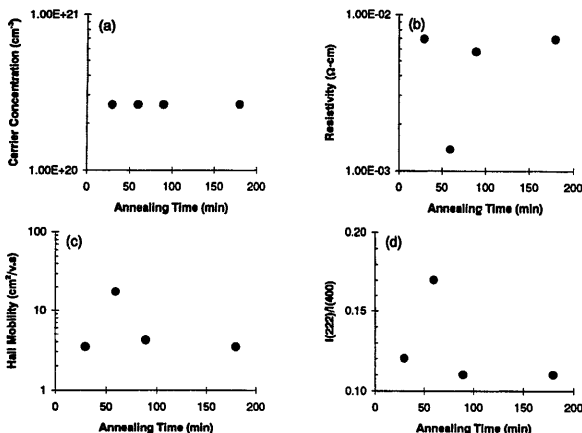 (a)
Carrier Concentration (cm⁻³)
1.00E+21
1.00E+20
0 50 100 150 200
Annealing Time (min)
(b)
Resistivity (Ω-cm)
1.00E-02
1.00E-03
0 50 100 150 200
Annealing Time (min)
(c)
Hall Mobility (cm²/v.s)
100
10
1
0 50 100 150 200
Annealing Time (min)
(d)
I(222)/I(400)
0.20
0.15
0.10
0 50 100 150 200
Annealing Time (min)